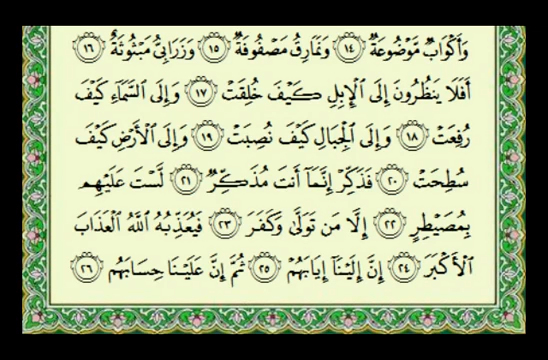 وَأَكْوَابٌ مَّوْضُوعَةٌ ١٤ وَنَمَارِقُ مَصْفُوفَةٌ ١٥ وَزَرَابِيُّ مَبْثُوثَةٌ ١٦
أَفَلَا يَنظُرُونَ إِلَى الْإِبِلِ كَيْفَ خُلِقَتْ ١٧ وَإِلَى السَّمَاءِ كَيْفَ
رُفِعَتْ ١٨ وَإِلَى الْجِبَالِ كَيْفَ نُصِبَتْ ١٩ وَإِلَى الْأَرْضِ كَيْفَ
سُطِحَتْ ٢٠ فَذَكِّرْ إِنَّمَا أَنتَ مُذَكِّرٌ ٢١ لَّسْتَ عَلَيْهِم
بِمُصَيْطِرٍ ٢٢ إِلَّا مَن تَوَلَّىٰ وَكَفَرَ ٢٣ فَيُعَذِّبُهُ اللَّهُ الْعَذَابَ
الْأَكْبَرَ ٢٤ إِنَّ إِلَيْنَا إِيَابَهُمْ ٢٥ ثُمَّ إِنَّ عَلَيْنَا حِسَابَهُم ٢٦